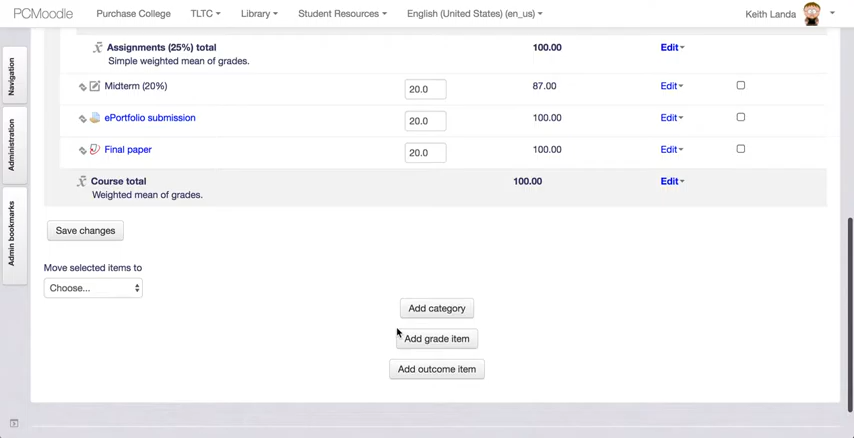 PCMoodle Purchase College TLTC Library Student Resources English (United States) (en_us) Keith Landa
Navigation
Administration
Admin bookmarks
Assignments (25%) total 100.00 Edit
Simple weighted mean of grades.
Midterm (20%) 20.0 87.00 Edit
ePortfolio submission 20.0 100.00 Edit
Final paper 20.0 100.00 Edit
Course total 100.00 Edit
Weighted mean of grades.
Save changes
Move selected items to
Choose...
Add category
Add grade item
Add outcome item